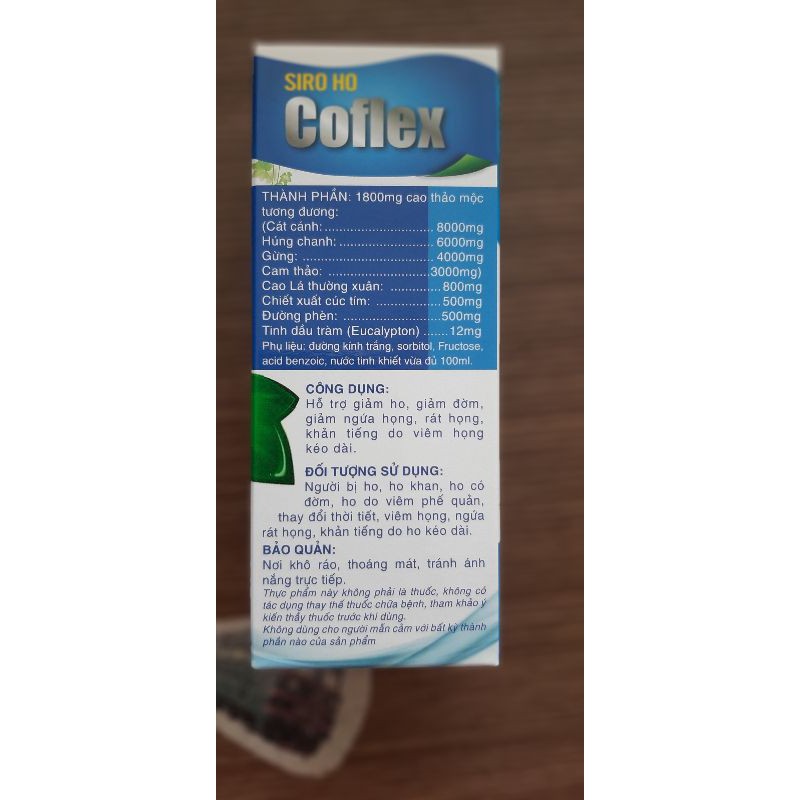 SIRO HO
Coflex
THÀNH PHẦN: 1800mg cao thảo mộc
tương đương:
(Cát cánh:............................ 8000mg
Húng chanh:........................ 6000mg
Gừng: .................................. 4000mg
Cam thảo: ..........................3000mg)
Cao Lá thường xuân: .............800mg
Chiết xuất cúc tím: .................500mg
Đường phèn: .........................500mg
Tinh dầu tràm (Eucalypton) ...... 12mg
Phụ liệu: đường kính trắng, sorbitol, Fructose,
acid benzoic, nước tinh khiết vừa đủ 100ml.
CÔNG DỤNG:
Hỗ trợ giảm ho, giảm đờm,
giảm ngứa họng, rát họng,
khản tiếng do viêm họng
kéo dài.
ĐỐI TƯỢNG SỬ DỤNG:
Người bị ho, ho khan, ho có
đờm, ho do viêm phế quản,
thay đổi thời tiết, viêm họng, ngứa
rát họng, khản tiếng do ho kéo dài.
BẢO QUẢN:
Nơi khô ráo, thoáng mát, tránh ánh
nắng trực tiếp.
Thực phẩm này không phải là thuốc, không có
tác dụng thay thế thuốc chữa bệnh, tham khảo ý
kiến thầy thuốc trước khi dùng.
Không dùng cho người mẫn cảm với bất kỳ thành
phần nào của sản phẩm